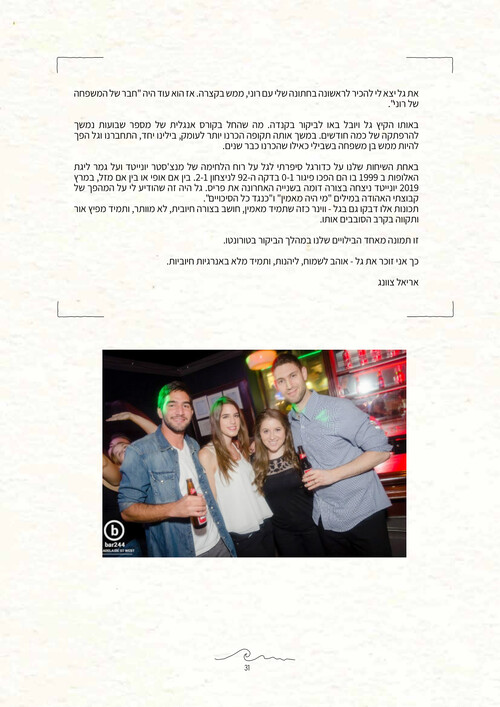 את גל יצא לי להכיר לראשונה בחתונה שלי עם רוני, ממש בקצרה. אז הוא עוד היה "חבר של המשפחה
של רוני".
באותו הקיץ גל ויובל באו לביקור בקנדה. מה שהחל בקורס אנגלית של מספר שבועות נמשך
להרפתקה של כמה חודשים. במשך אותה תקופה הכרנו יותר לעומק, בילינו יחד, התחברנו וגל הפך
להיות ממש בן משפחה בשבילי כאילו שהכרנו כבר שנים.
באחת השיחות שלנו על כדורגל סיפרתי לגל על רוח הלחימה של מנצ'סטר יונייטד ועל גמר ליגת
האלופות ב 1999 בו הם הפכו פיגור 0-1 בדקה ה-92 לניצחון 2-1. בין אם אופי או בין אם מזל, במרץ
2019 יונייטד ניצחה בצורה דומה בשנייה האחרונה את פריס. גל היה זה שהודיע לי על המהפך של
קבוצתי האהודה במילים "מי היה מאמין" ו"כנגד כל הסיכויים".
תכונות אלו דבקו גם בגל - ווינר כזה שתמיד מאמין, חושב בצורה חיובית, לא מוותר, ותמיד מפיץ אור
ותקווה בקרב הסובבים אותו.
זו תמונה מאחד הבילויים שלנו במהלך הביקור בטורונטו.
כך אני זוכר את גל - אוהב לשמוח, ליהנות, ותמיד מלא באנרגיות חיוביות.
אריאל צוונג
b
bar244
ADELAIDE ST WEST
31